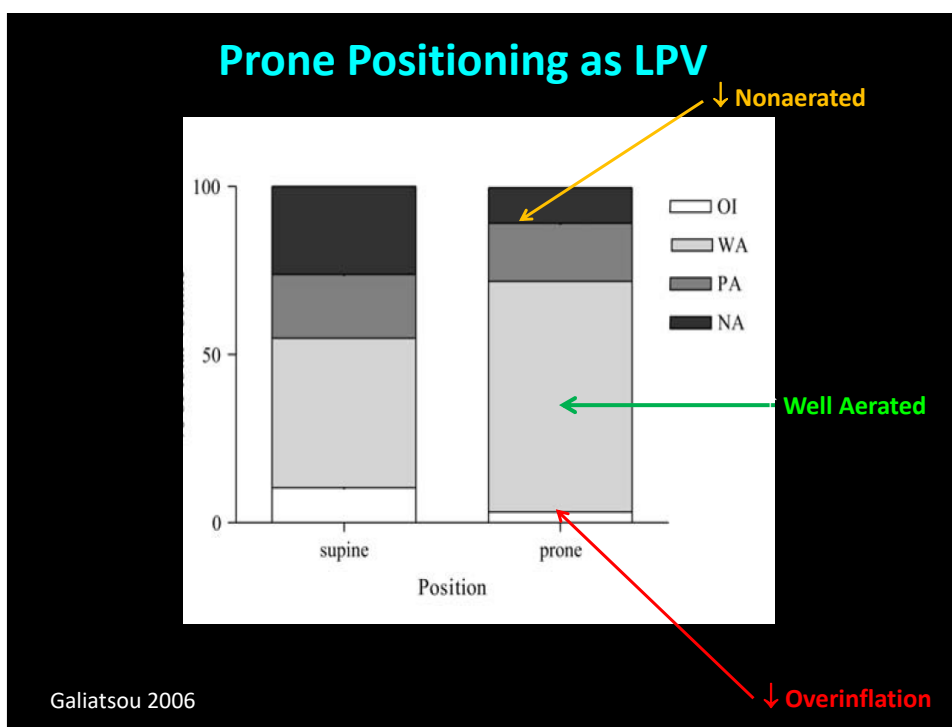 Prone Positioning as LPV
↓ Nonaerated
100
50
0
OI
WA
PA
NA
Well Aerated
supine
prone
Position
Galiatsou 2006
↓ Overinflation